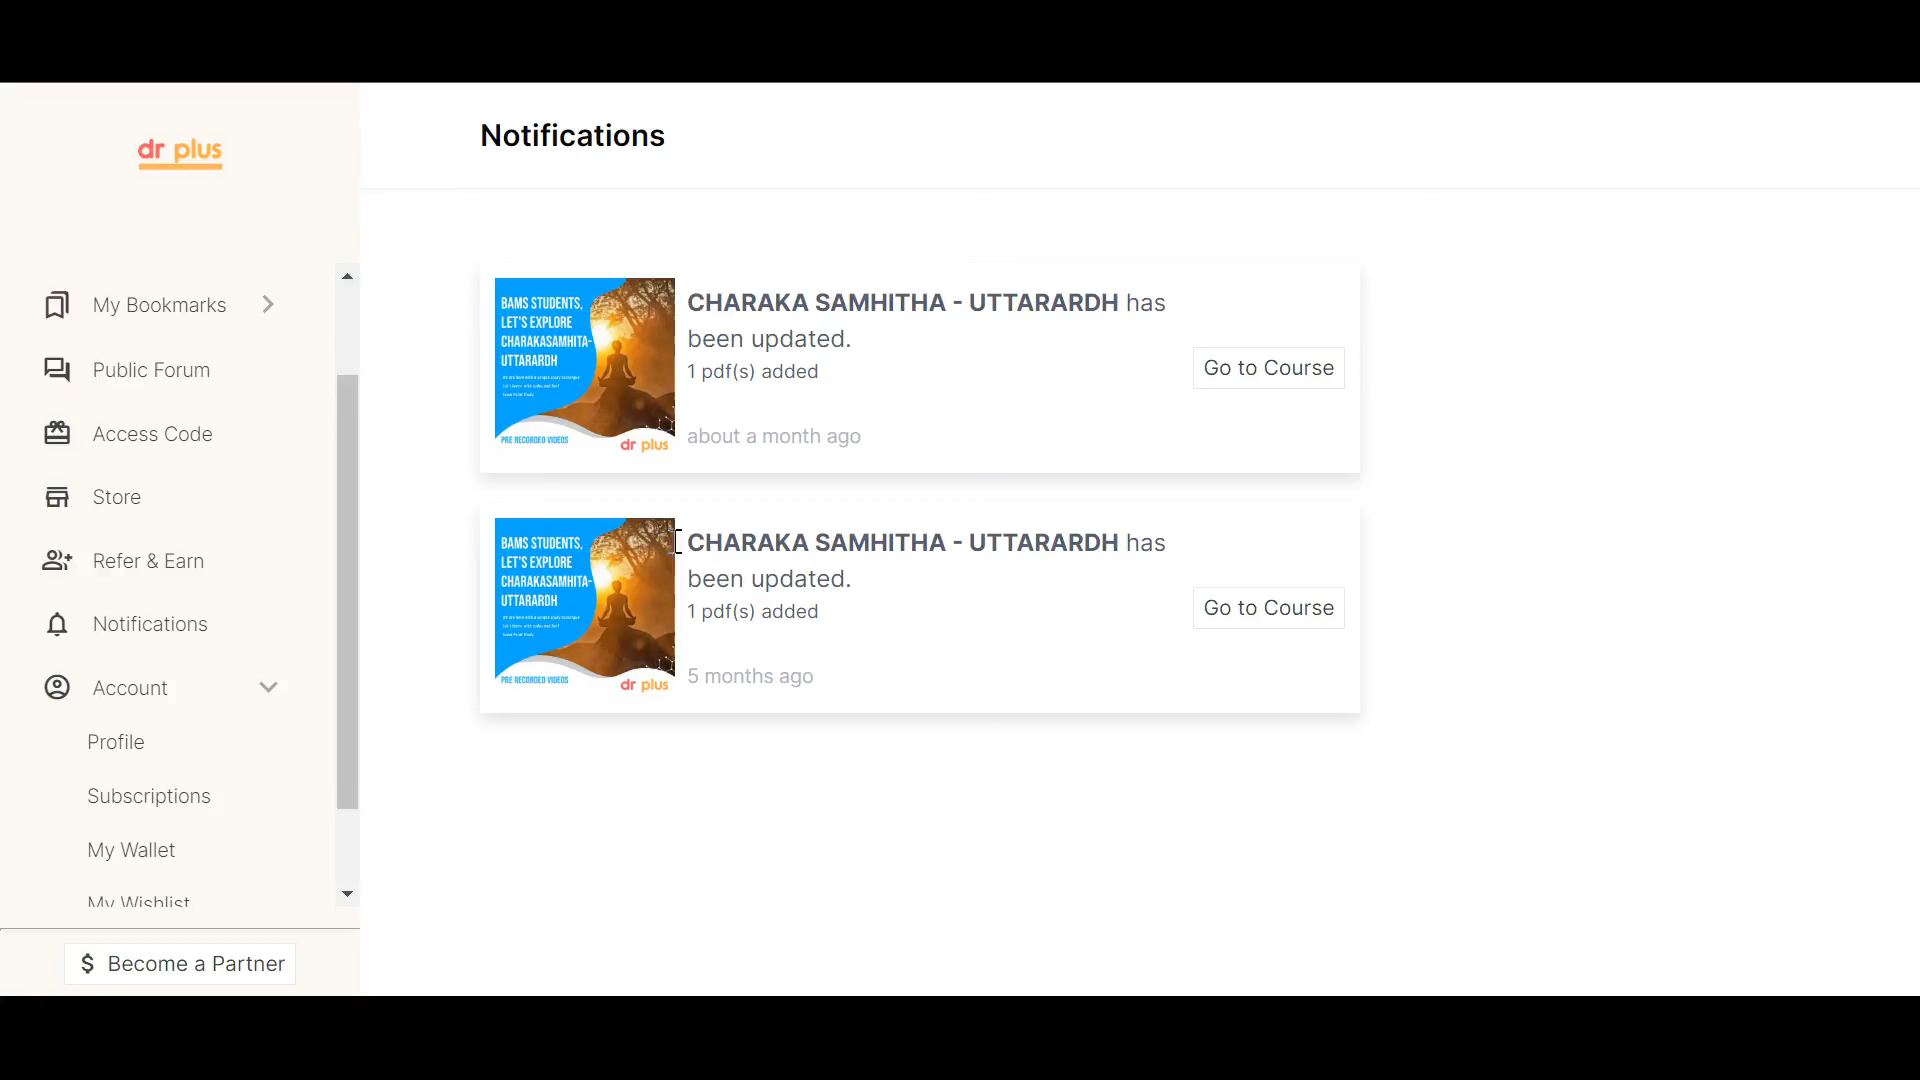 dr plus
My Bookmarks
Public Forum
Access Code
Store
Refer & Earn
Notifications
Account
Profile
Subscriptions
My Wallet
My Wishlist
$ Become a Partner
Notifications
BAMS STUDENTS,
LET'S EXPLORE
CHARAKASAMHITA-
UTTARARDH
PRE RECORDED VIDEOS
dr plus
CHARAKA SAMHITHA - UTTARARDH has
been updated.
1 pdf(s) added
about a month ago
Go to Course
BAMS STUDENTS,
LET'S EXPLORE
CHARAKASAMHITA-
UTTARARDH
PRE RECORDED VIDEOS
dr plus
CHARAKA SAMHITHA - UTTARARDH has
been updated.
1 pdf(s) added
5 months ago
Go to Course